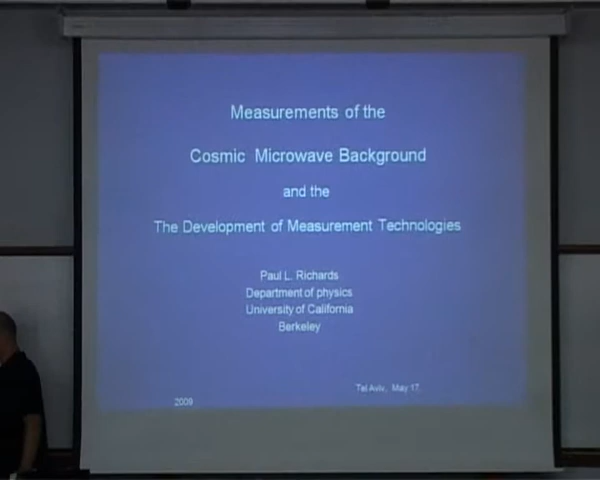 Measurements of the
Cosmic Microwave Background
and the
The Development of Measurement Technologies
Paul L. Richards
Department of physics
University of California
Berkeley
Tel Aviv, May 17
2009